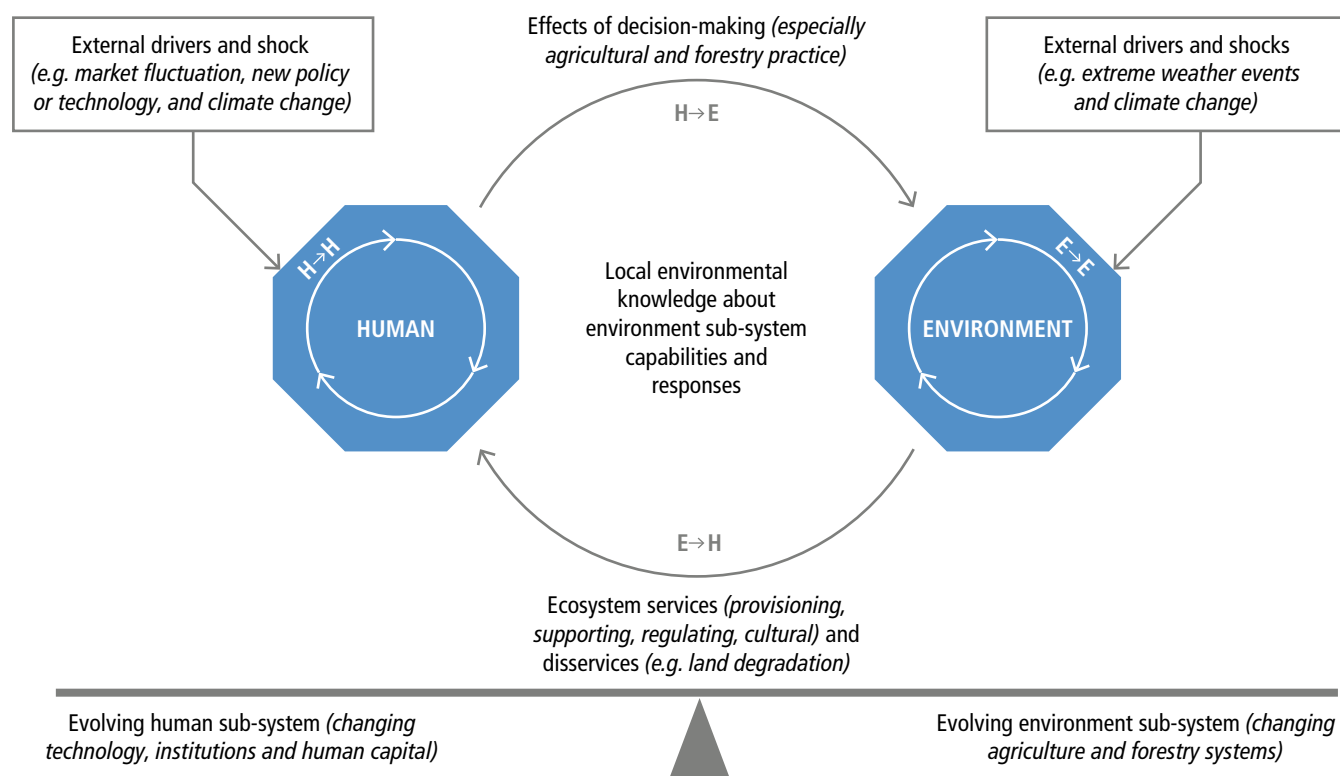 External drivers and shock
(e.g. market fluctuation, new policy
or technology, and climate change)
Effects of decision-making (especially
agricultural and forestry practice)
External drivers and shocks
(e.g. extreme weather events
and climate change)
H→E
H→H
HUMAN
Local environmental
knowledge about
environment sub-system
capabilities and
responses
E→E
ENVIRONMENT
E→H
Ecosystem services (provisioning,
supporting, regulating, cultural) and
disservices (e.g. land degradation)
Evolving human sub-system (changing
technology, institutions and human capital)
Evolving environment sub-system (changing
agriculture and forestry systems)